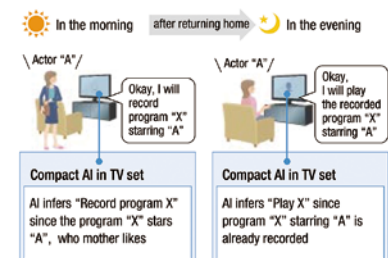 In the morning
after returning home
In the evening
\ Actor "A" /
Okay, I will
record
program "X"
starring "A"
\ Actor "A" /
Okay,
I will play
the recorded
program "X"
starring "A"
Compact AI in TV set
AI infers "Record program X"
since the program "X" stars
"A", who mother likes
Compact AI in TV set
AI infers "Play X" since
program "X" starring "A" is
already recorded